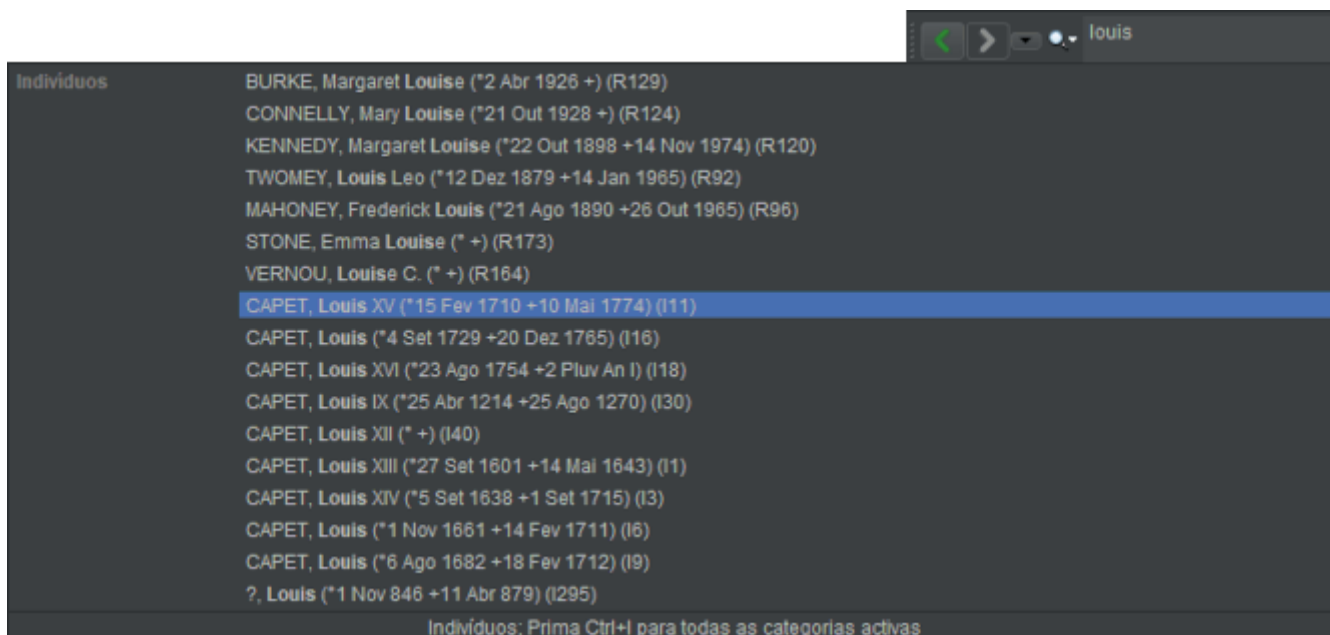 louis
Indivíduos
BURKE, Margaret Louise (*2 Abr 1926 +) (R129)
CONNELLY, Mary Louise (*21 Out 1928 +) (R124)
KENNEDY, Margaret Louise (*22 Out 1898 +14 Nov 1974) (R120)
TWOMEY, Louis Leo (*12 Dez 1879 +14 Jan 1965) (R92)
MAHONEY, Frederick Louis (*21 Ago 1890 +26 Out 1965) (R96)
STONE, Emma Louise (* +) (R173)
VERNOU, Louise C. (* +) (R164)
CAPET, Louis XV (*15 Fev 1710 +10 Mai 1774) (I11)
CAPET, Louis (*4 Set 1729 +20 Dez 1765) (I16)
CAPET, Louis XVI (*23 Ago 1754 +2 Pluv An I) (I18)
CAPET, Louis IX (*25 Abr 1214 +25 Ago 1270) (I30)
CAPET, Louis XII (* +) (I40)
CAPET, Louis XIII (*27 Set 1601 +14 Mai 1643) (I1)
CAPET, Louis XIV (*5 Set 1638 +1 Set 1715) (I3)
CAPET, Louis (*1 Nov 1661 +14 Fev 1711) (I6)
CAPET, Louis (*6 Ago 1682 +18 Fev 1712) (I9)
?, Louis (*1 Nov 846 +11 Abr 879) (I295)
Indivíduos: Prima Ctrl+I para todas as categorias activas